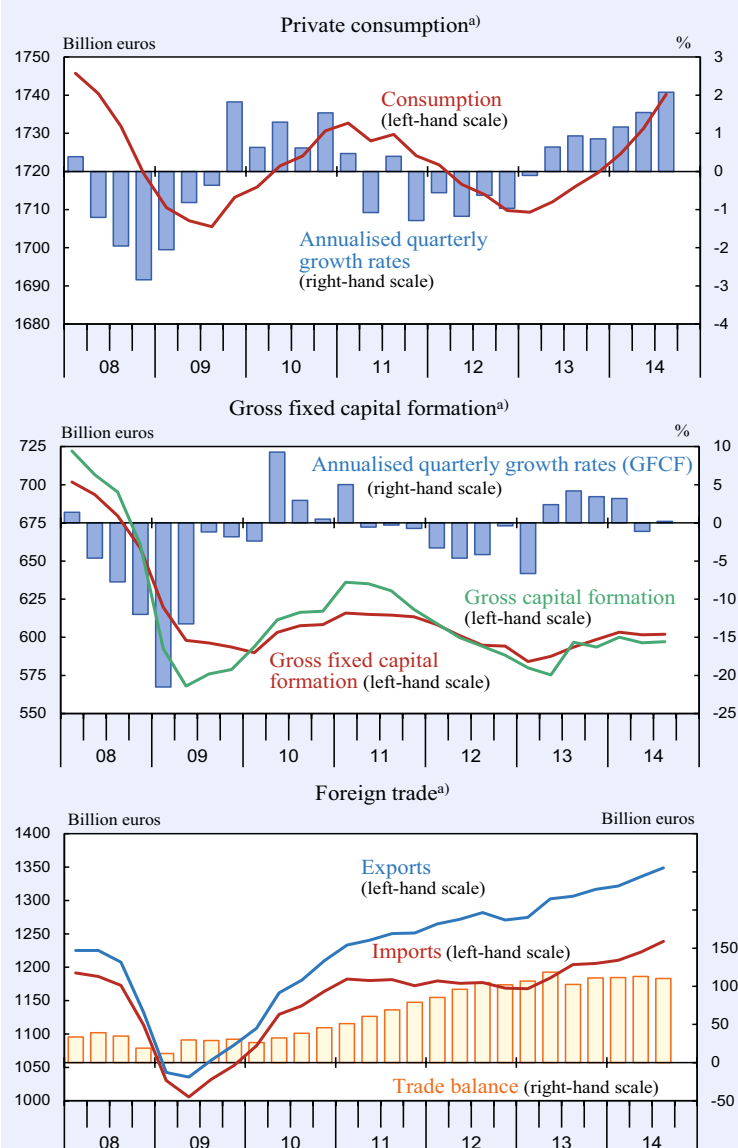 Private consumptionᵃ⁾
Billion euros %
1750 3
1740 2
1730 1
1720 0
1710 -1
1700 -2
1690 -3
1680 -4
Consumption
(left-hand scale)
Annualised quarterly
growth rates
(right-hand scale)
08 09 10 11 12 13 14
Gross fixed capital formationᵃ⁾
Billion euros %
725 10
700 5
675 0
650 -5
625 -10
600 -15
575 -20
550 -25
Annualised quarterly growth rates (GFCF)
(right-hand scale)
Gross capital formation
(left-hand scale)
Gross fixed capital
formation (left-hand scale)
08 09 10 11 12 13 14
Foreign tradeᵃ⁾
Billion euros Billion euros
1400
1350
1300
1250
1200
1150
1100
1050
1000
150
100
50
0
-50
Exports
(left-hand scale)
Imports (left-hand scale)
Trade balance (right-hand scale)
08 09 10 11 12 13 14